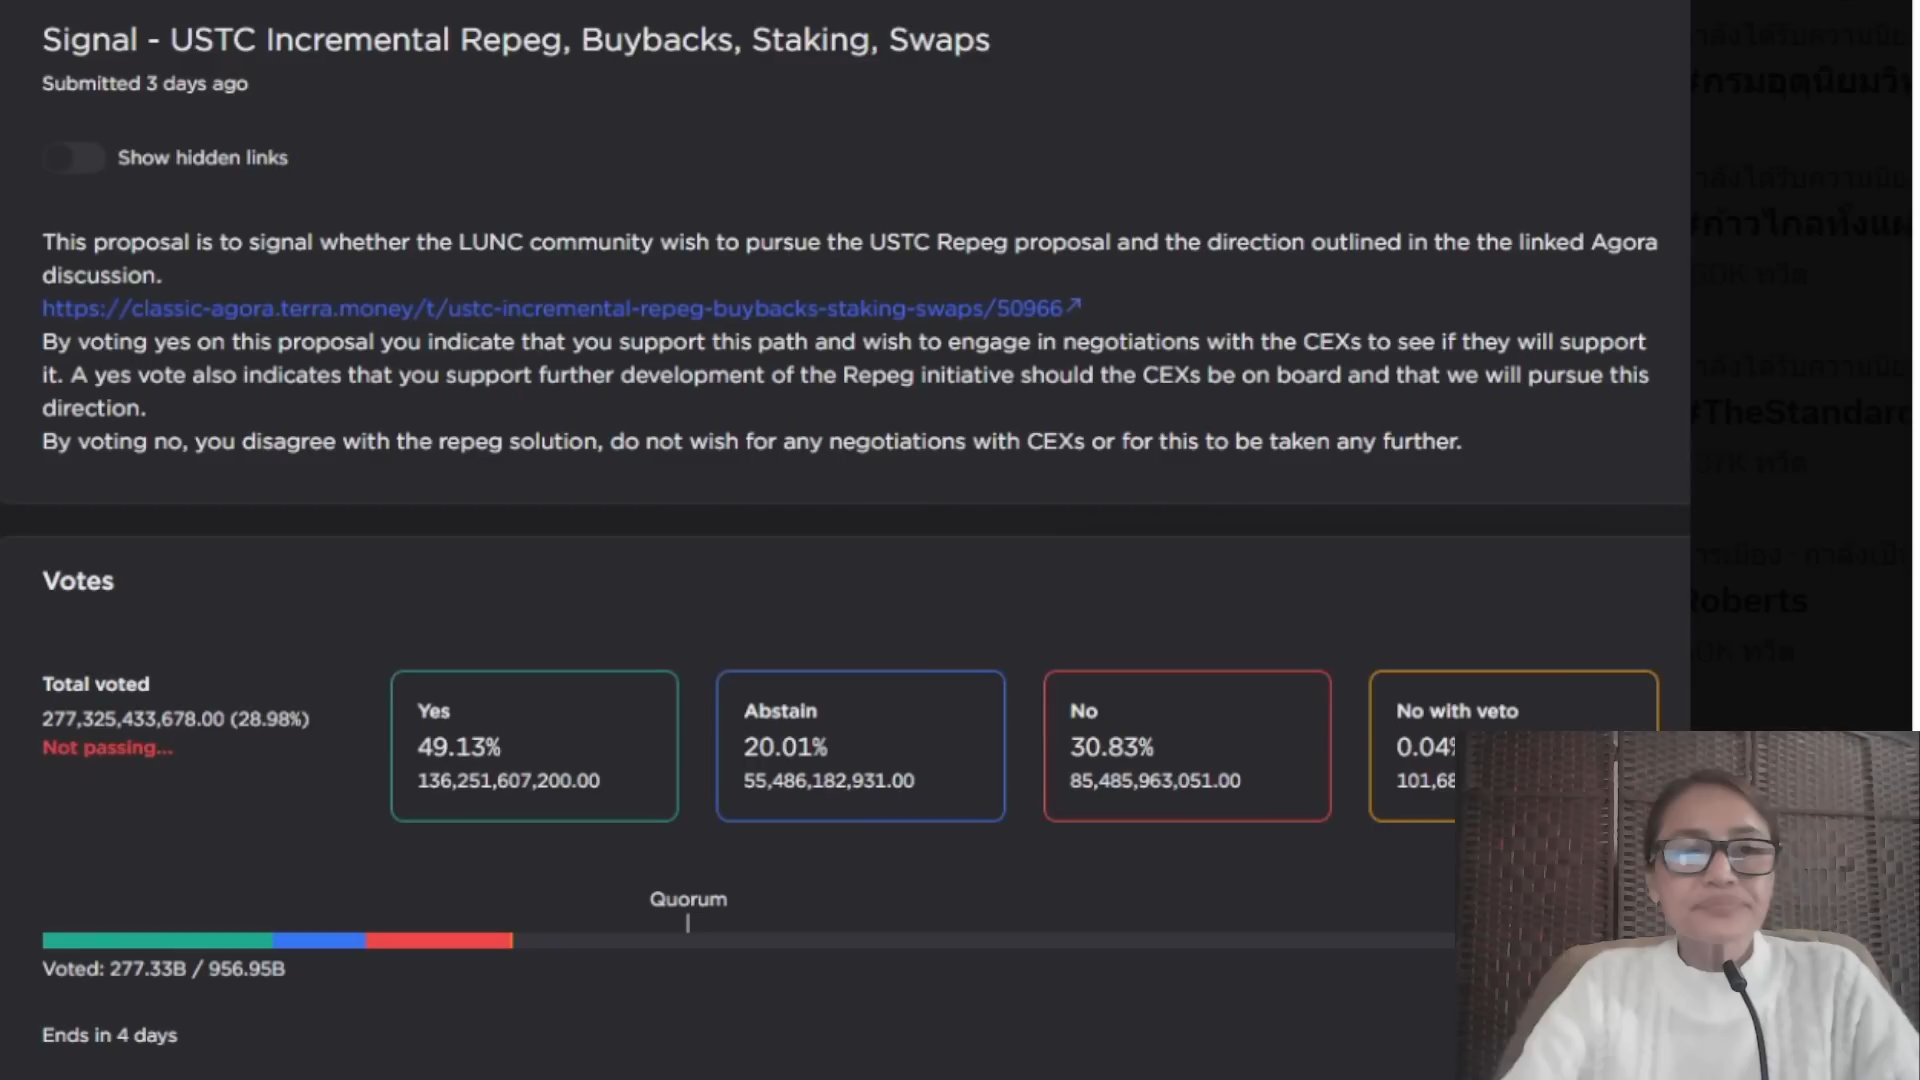 Signal - USTC Incremental Repeg, Buybacks, Staking, Swaps
Submitted 3 days ago
Show hidden links
This proposal is to signal whether the LUNC community wish to pursue the USTC Repeg proposal and the direction outlined in the the linked Agora
discussion.
https://classic-agora.terra.money/t/ustc-incremental-repeg-buybacks-staking-swaps/50966
By voting yes on this proposal you indicate that you support this path and wish to engage in negotiations with the CEXs to see if they will support
it. A yes vote also indicates that you support further development of the Repeg initiative should the CEXs be on board and that we will pursue this
direction.
By voting no, you disagree with the repeg solution, do not wish for any negotiations with CEXs or for this to be taken any further.
#TheStandard
Roberts
Votes
Total voted
277,325,433,678.00 (28.98%)
Not passing...
Yes
49.13%
136,251,607,200.00
Abstain
20.01%
55,486,182,931.00
No
30.83%
85,485,963,051.00
No with veto
0.04%
101,68
Quorum
Voted: 277.33B / 956.95B
Ends in 4 days